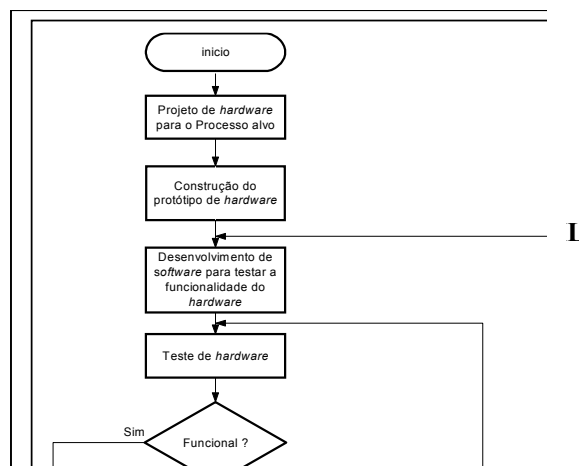 inicio
Projeto de hardware
para o Processo alvo
Construção do
protótipo de hardware
Desenvolvimento de
software para testar a
funcionalidade do
hardware
Teste de hardware
Sim
Funcional ?